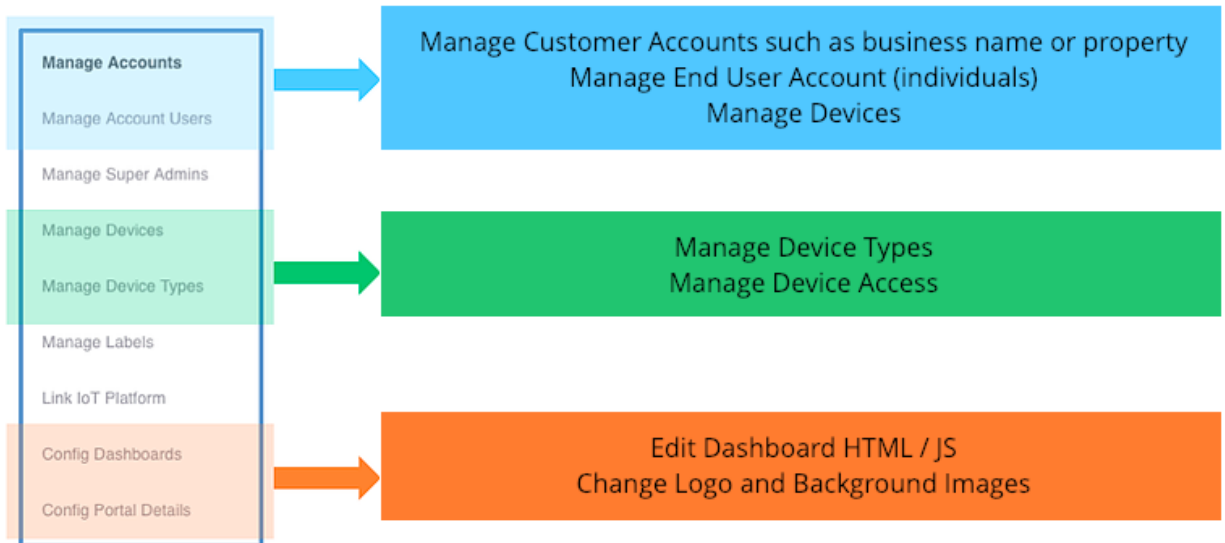 Manage Accounts
Manage Account Users
Manage Super Admins
Manage Devices
Manage Device Types
Manage Labels
Link IoT Platform
Config Dashboards
Config Portal Details
Manage Customer Accounts such as business name or property
Manage End User Account (individuals)
Manage Devices
Manage Device Types
Manage Device Access
Edit Dashboard HTML / JS
Change Logo and Background Images